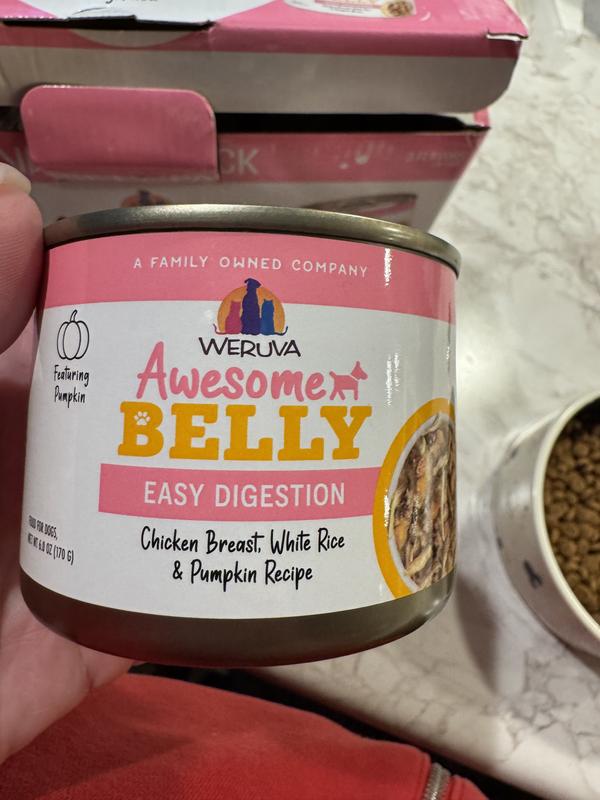 A FAMILY OWNED COMPANY
WERUVA
Featuring
Pumpkin
Awesome
BELLY
EASY DIGESTION
Chicken Breast, White Rice
& Pumpkin Recipe
FOOD FOR DOGS,
NET WT 6.0 OZ (170 G)